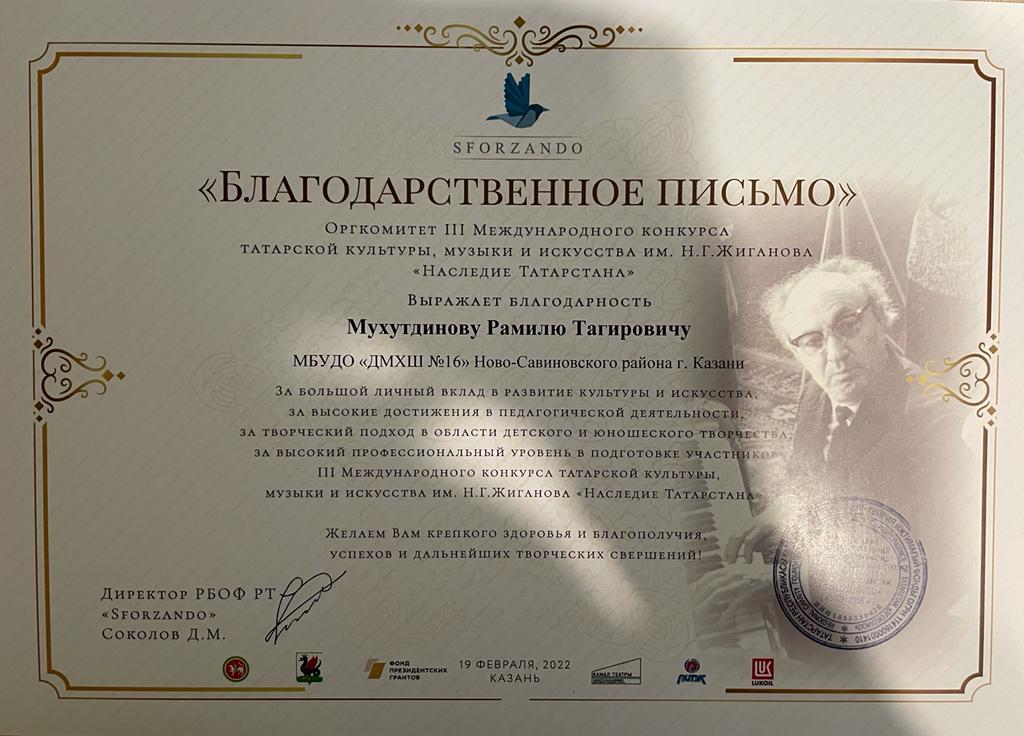 SFORZANDO
«Благодарственное письмо»
Оргкомитет III Международного конкурса
татарской культуры, музыки и искусства им. Н.Г.Жиганова
«Наследие Татарстана»
Выражает благодарность
Мухутдинову Рамилю Тагировичу
МБУДО «ДМХШ №16» Ново-Савиновского района г. Казани
За большой личный вклад в развитие культуры и искусства,
за высокие достижения в педагогической деятельности,
за творческий подход в области детского и юношеского творчества,
за высокий профессиональный уровень в подготовке участников
III Международного конкурса татарской культуры,
музыки и искусства им. Н.Г.Жиганова «Наследие Татарстана»
Желаем Вам крепкого здоровья и благополучия,
успехов и дальнейших творческих свершений!
Директор РБОФ РТ
«Sforzando»
Соколов Д.М.
ФОНД
ПРЕЗИДЕНТСКИХ
ГРАНТОВ
19 ФЕВРАЛЯ, 2022
КАЗАНЬ
КАНАЛ ТЕАТРЫ
LUKOIL